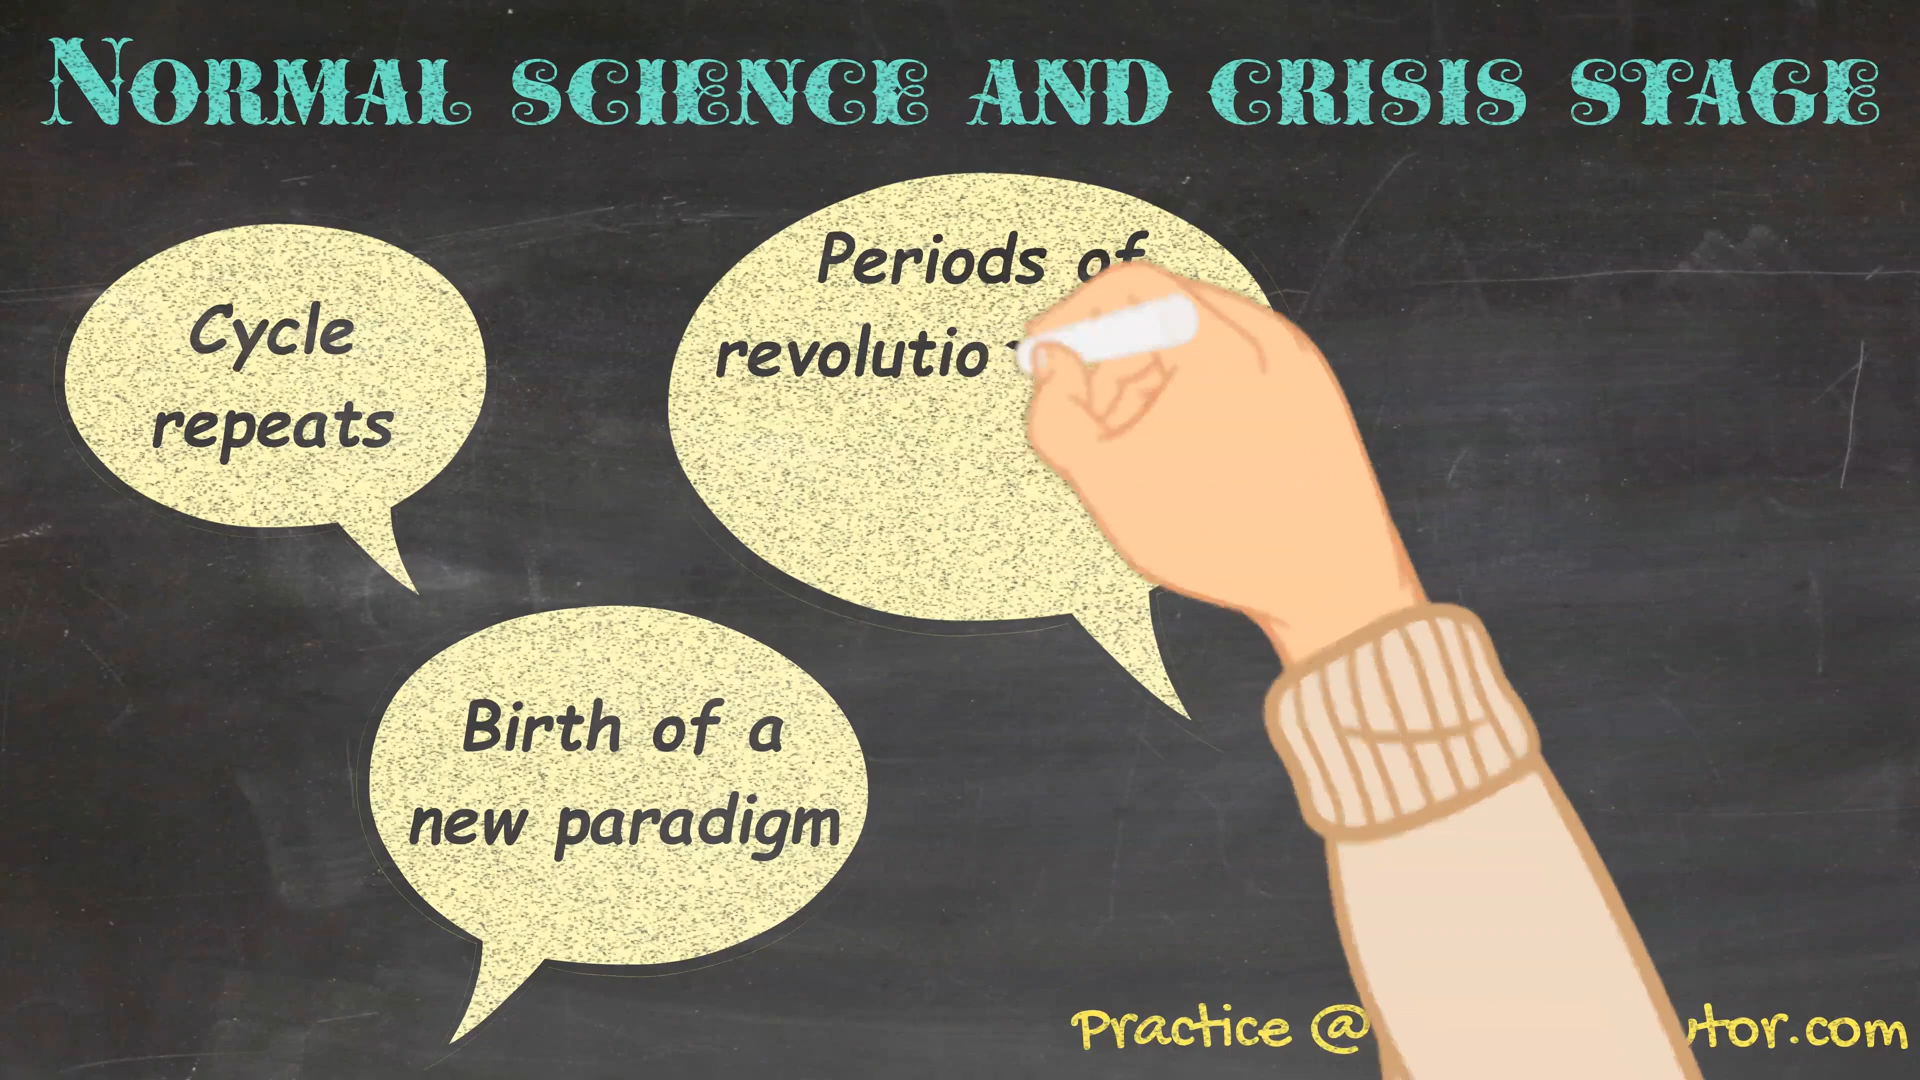 Normal science and crisis stage
Cycle
repeats
Periods of
revolutio
Birth of a
new paradigm
Practice @
tor.com